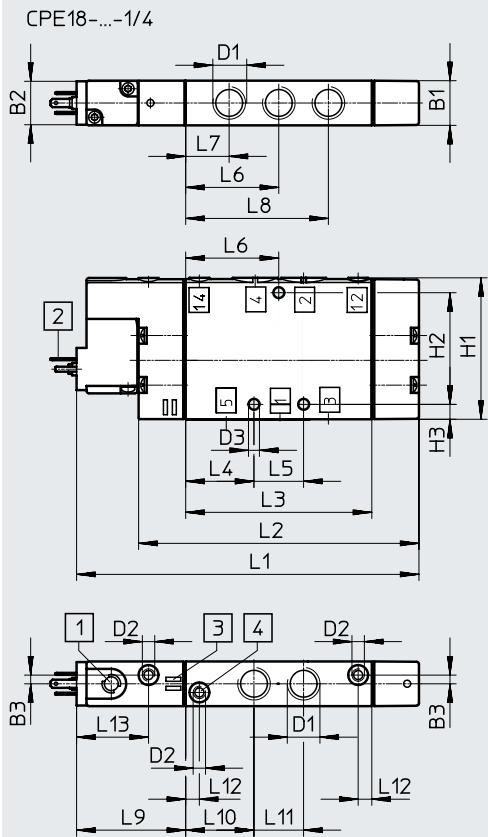 CPE18-...-1/4
D1
B2
B1
L7
L6
L8
L6
14
4
2
12
2
H2
H1
5
1
3
D3
H3
L4
L5
L3
L2
L1
1
D2
3
4
D2
B3
B3
L13
D1
D2
L12
L12
L9
L10
L11